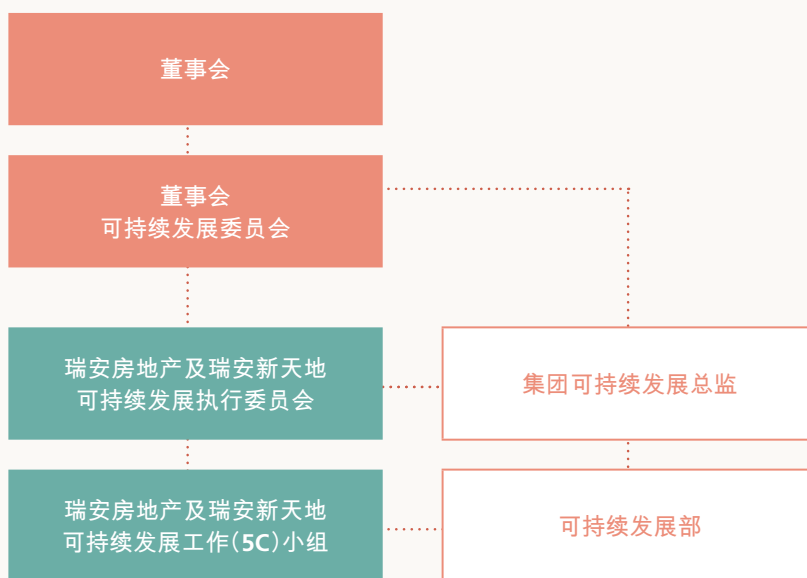 董事会
董事会
可持续发展委员会
瑞安房地产及瑞安新天地
可持续发展执行委员会
集团可持续发展总监
瑞安房地产及瑞安新天地
可持续发展工作(5C)小组
可持续发展部